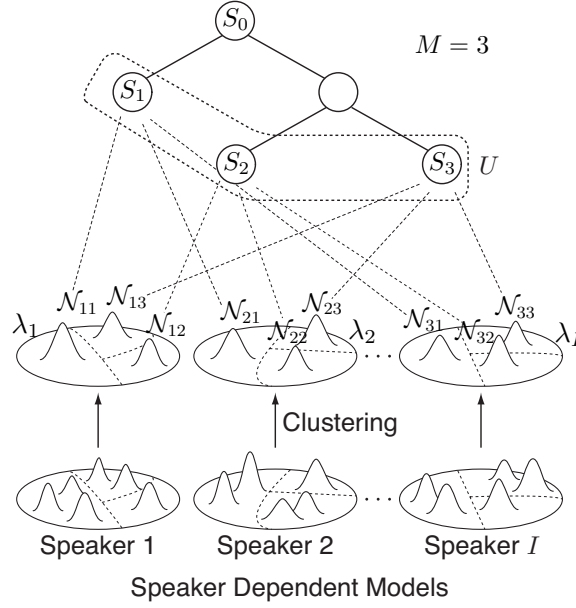 S₀
M = 3
S₁
S₂
S₃
U
λ₁
𝒩₁₁
𝒩₁₃
𝒩₁₂
𝒩₂₁
𝒩₂₂
𝒩₂₃
λ₂
𝒩₃₁
𝒩₃₂
𝒩₃₃
λ_I
...
Clustering
...
Speaker 1
Speaker 2
Speaker I
Speaker Dependent Models